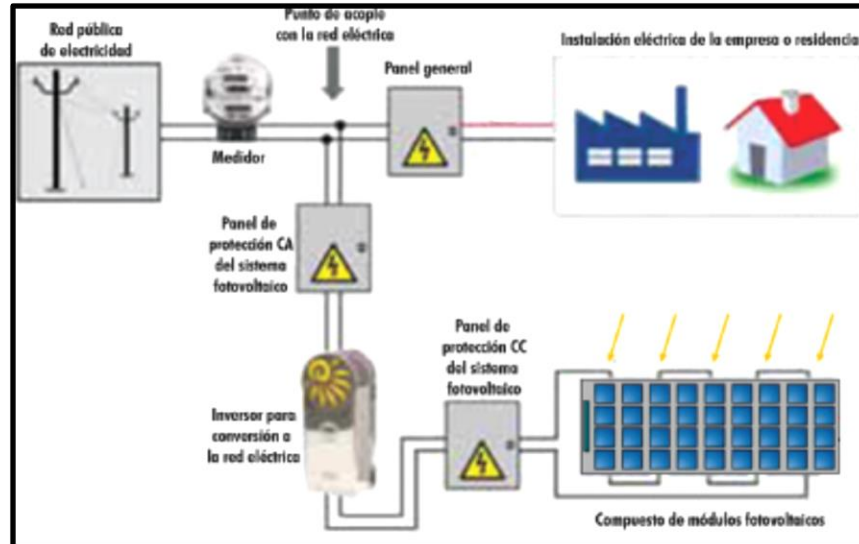 Red pública
de electricidad
Punto de acople
con la red eléctrica
Medidor
Panel general
Instalación eléctrica de la empresa o residencia
Panel de
protección CA
del sistema
fotovoltaico
Inversor para
conversión a
la red eléctrica
Panel de
protección CC
del sistema
fotovoltaico
Compuesto de módulos fotovoltaicos